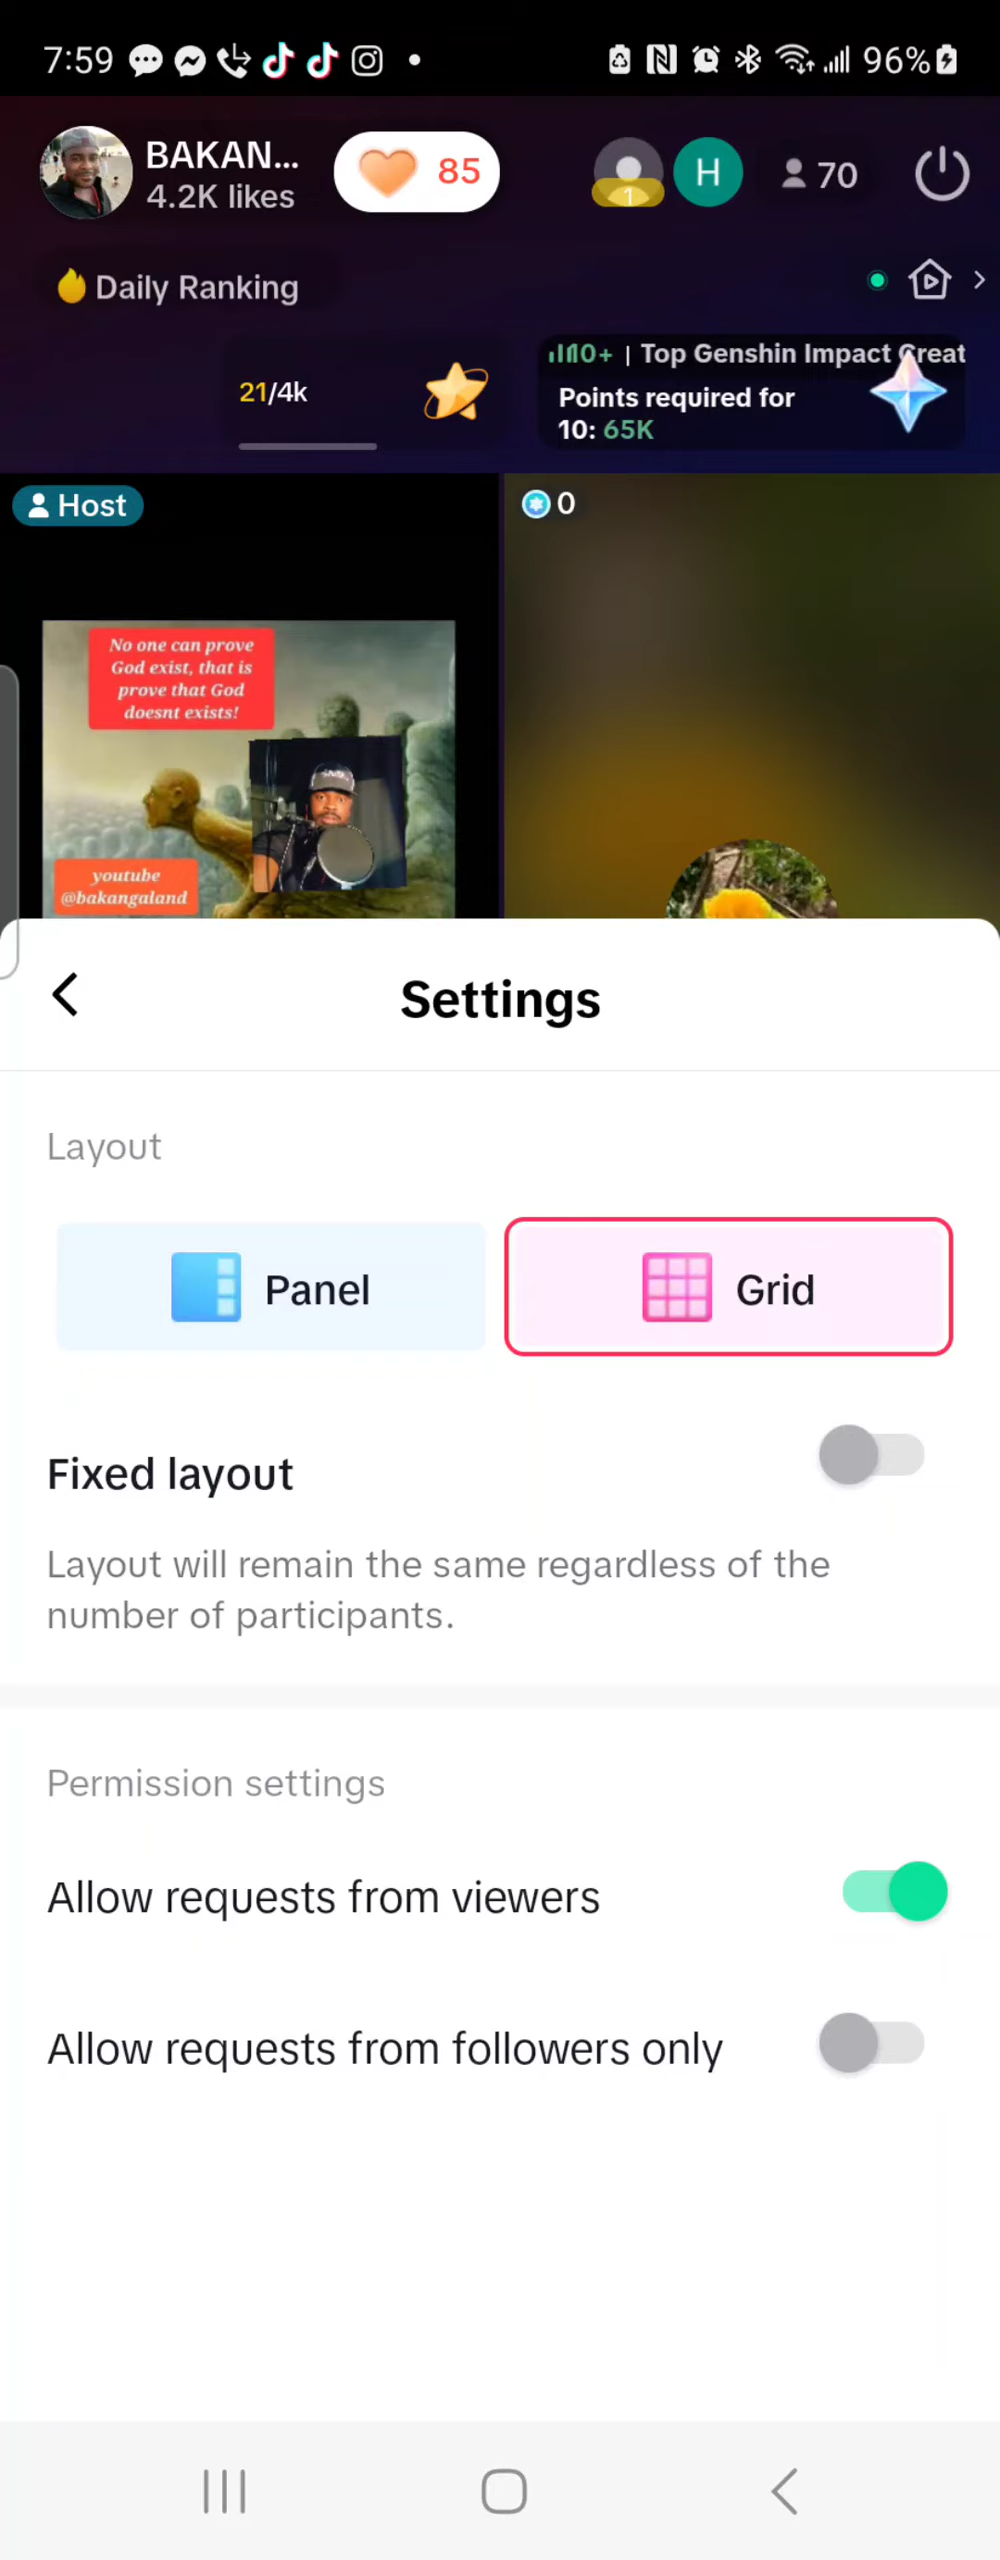 7:59
96%
BAKAN...
4.2K likes
85
1
H
70
Daily Ranking
21/4k
10+ | Top Genshin Impact Creat
Points required for
10: 65K
Host
0
No one can prove
God exist, that is
prove that God
doesnt exists!
youtube
@bakangaland
Settings
Layout
Panel
Grid
Fixed layout
Layout will remain the same regardless of the
number of participants.
Permission settings
Allow requests from viewers
Allow requests from followers only